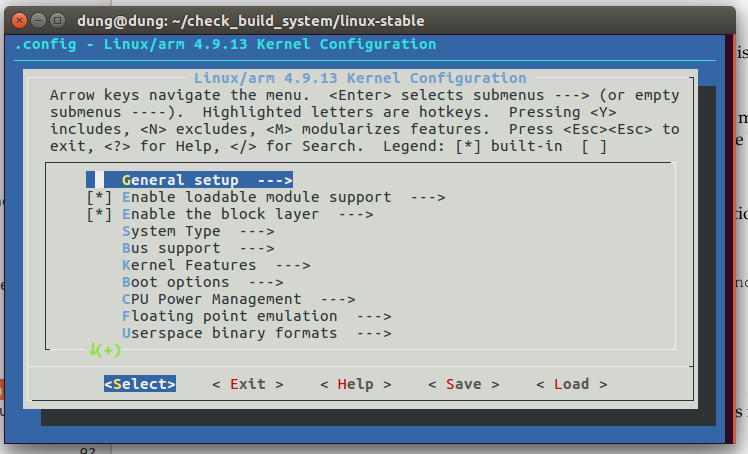 dung@dung: ~/check_build_system/linux-stable
.config - Linux/arm 4.9.13 Kernel Configuration
Linux/arm 4.9.13 Kernel Configuration
Arrow keys navigate the menu.  <Enter> selects submenus ---> (or empty
submenus ----).  Highlighted letters are hotkeys.  Pressing <Y>
includes, <N> excludes, <M> modularizes features.  Press <Esc><Esc> to
exit, <?> for Help, </> for Search.  Legend: [*] built-in  [ ]
General setup  --->
[*] Enable loadable module support  --->
[*] Enable the block layer  --->
System Type  --->
Bus support  --->
Kernel Features  --->
Boot options  --->
CPU Power Management  --->
Floating point emulation  --->
Userspace binary formats  --->
↓(+)
<Select>    < Exit >    < Help >    < Save >    < Load >